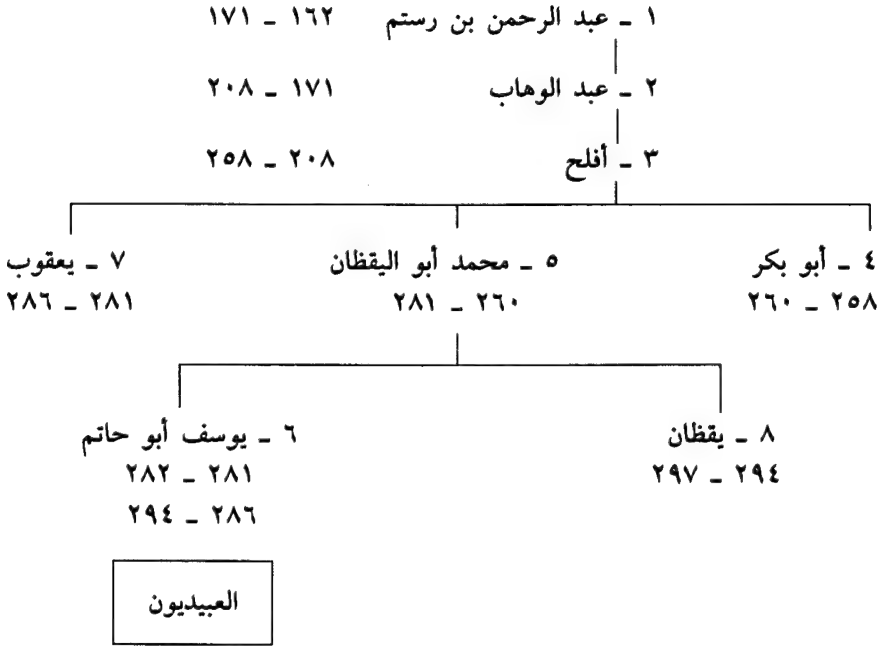 ١ ـ عبد الرحمن بن رستم ١٦٢ ـ ١٧١
٢ ـ عبد الوهاب ١٧١ ـ ٢٠٨
٣ ـ أفلح ٢٠٨ ـ ٢٥٨
٤ ـ أبو بكر
٢٥٨ ـ ٢٦٠
٥ ـ محمد أبو اليقظان
٢٦٠ ـ ٢٨١
٧ ـ يعقوب
٢٨١ ـ ٢٨٦
٨ ـ يقظان
٢٩٤ ـ ٢٩٧
٦ ـ يوسف أبو حاتم
٢٨١ ـ ٢٨٢
٢٨٦ ـ ٢٩٤
العبيديون